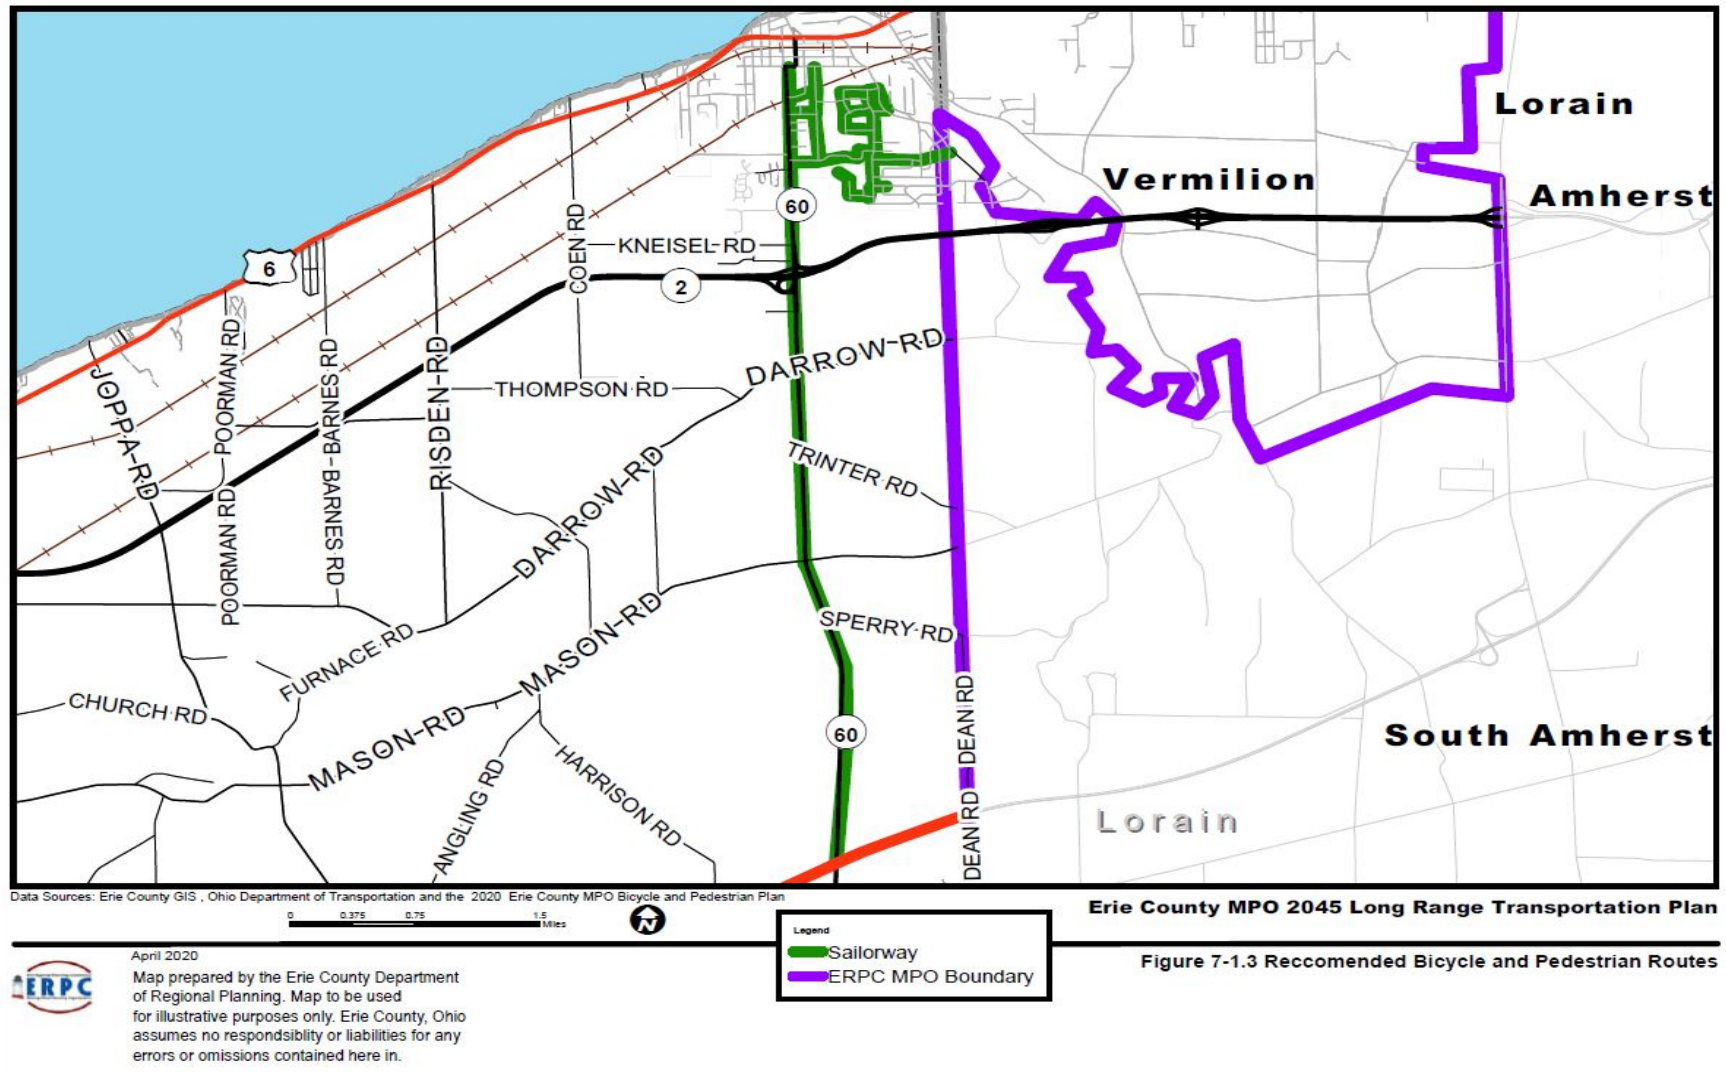 Lorain
Vermilion
Amherst
60
KNEISEL RD
COEN RD
6
2
DARROW-RD
THOMPSON RD
JOPPA-RD
POORMAN RD
B-BARNES RD
B-BARNES RD
RISDEN-RD
TRINTER RD
DARROW-RD
POORMAN RD
MASON-RD
SPERRY-RD
FURNACE RD
CHURCH RD
MASON-RD
60
DEAN RD
South Amherst
ANGLING RD
HARRISON RD
DEAN RD
Lorain
Data Sources: Erie County GIS , Ohio Department of Transportation and the 2020 Erie County MPO Bicycle and Pedestrian Plan
0 0.375 0.75 1.5
Miles
N
Erie County MPO 2045 Long Range Transportation Plan
Legend
Sailorway
ERPC MPO Boundary
Figure 7-1.3 Reccomended Bicycle and Pedestrian Routes
ERPC
April 2020
Map prepared by the Erie County Department
of Regional Planning. Map to be used
for illustrative purposes only. Erie County, Ohio
assumes no respondsiblity or liabilities for any
errors or omissions contained here in.